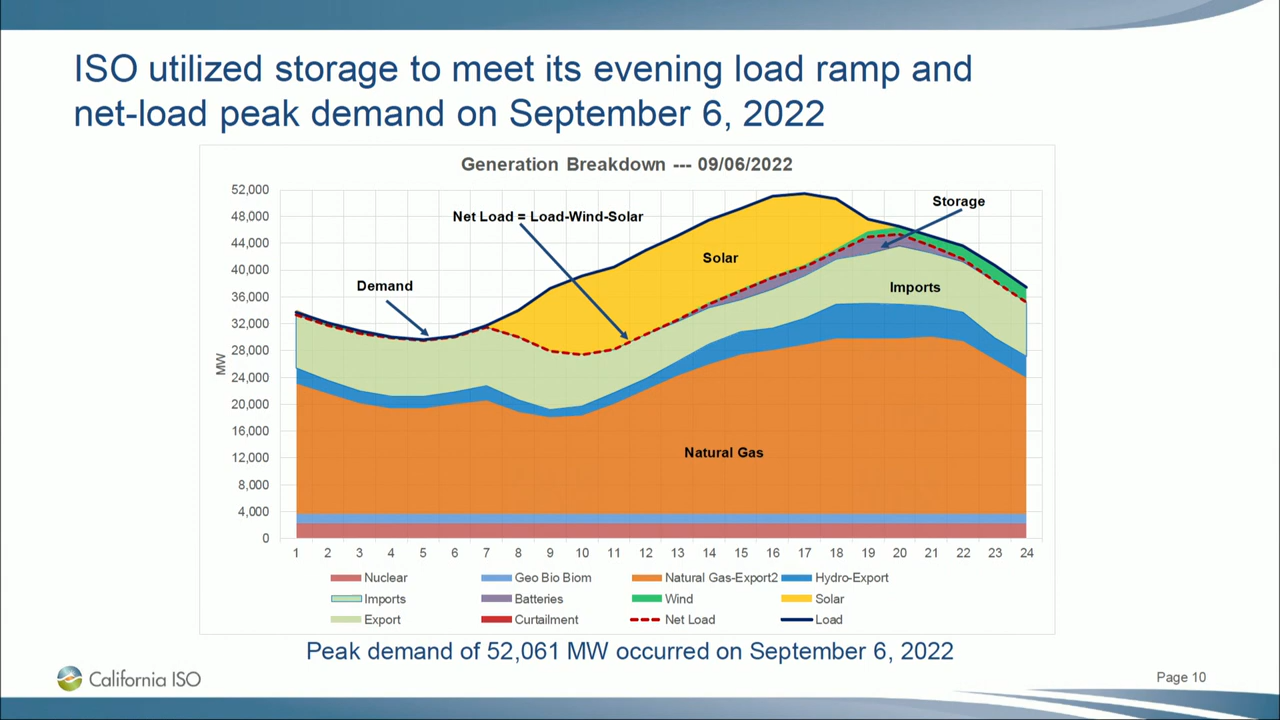 ISO utilized storage to meet its evening load ramp and
net-load peak demand on September 6, 2022
Generation Breakdown --- 09/06/2022
52,000
48,000
44,000
40,000
36,000
32,000
28,000
24,000
20,000
16,000
12,000
8,000
4,000
0
MW
Storage
Net Load = Load-Wind-Solar
Solar
Demand
Imports
Natural Gas
1 2 3 4 5 6 7 8 9 10 11 12 13 14 15 16 17 18 19 20 21 22 23 24
Nuclear Geo Bio Biom Natural Gas-Export2 Hydro-Export
Imports Batteries Wind Solar
Export Curtailment Net Load Load
Peak demand of 52,061 MW occurred on September 6, 2022
California ISO
Page 10